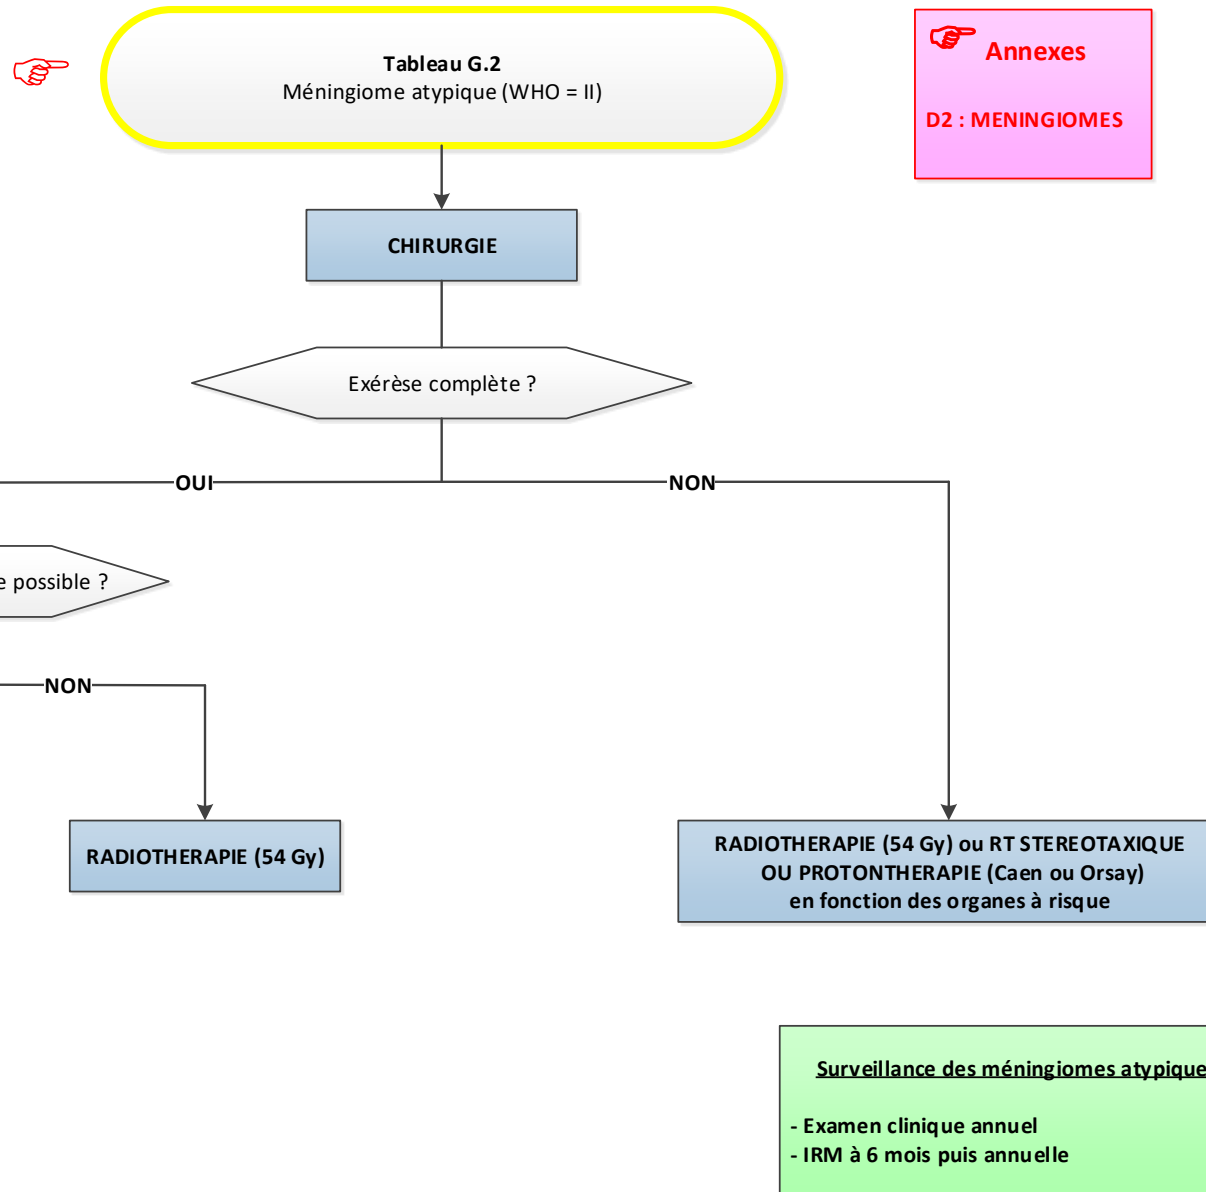 Tableau G.2
Méningiome atypique (WHO = II)
Annexes
D2 : MENINGIOMES
CHIRURGIE
Exérèse complète ?
OUI
NON
possible ?
NON
RADIOTHERAPIE (54 Gy)
RADIOTHERAPIE (54 Gy) ou RT STEREOTAXIQUE
OU PROTONTHERAPIE (Caen ou Orsay)
en fonction des organes à risque
Surveillance des méningiomes atypique
- Examen clinique annuel
- IRM à 6 mois puis annuelle